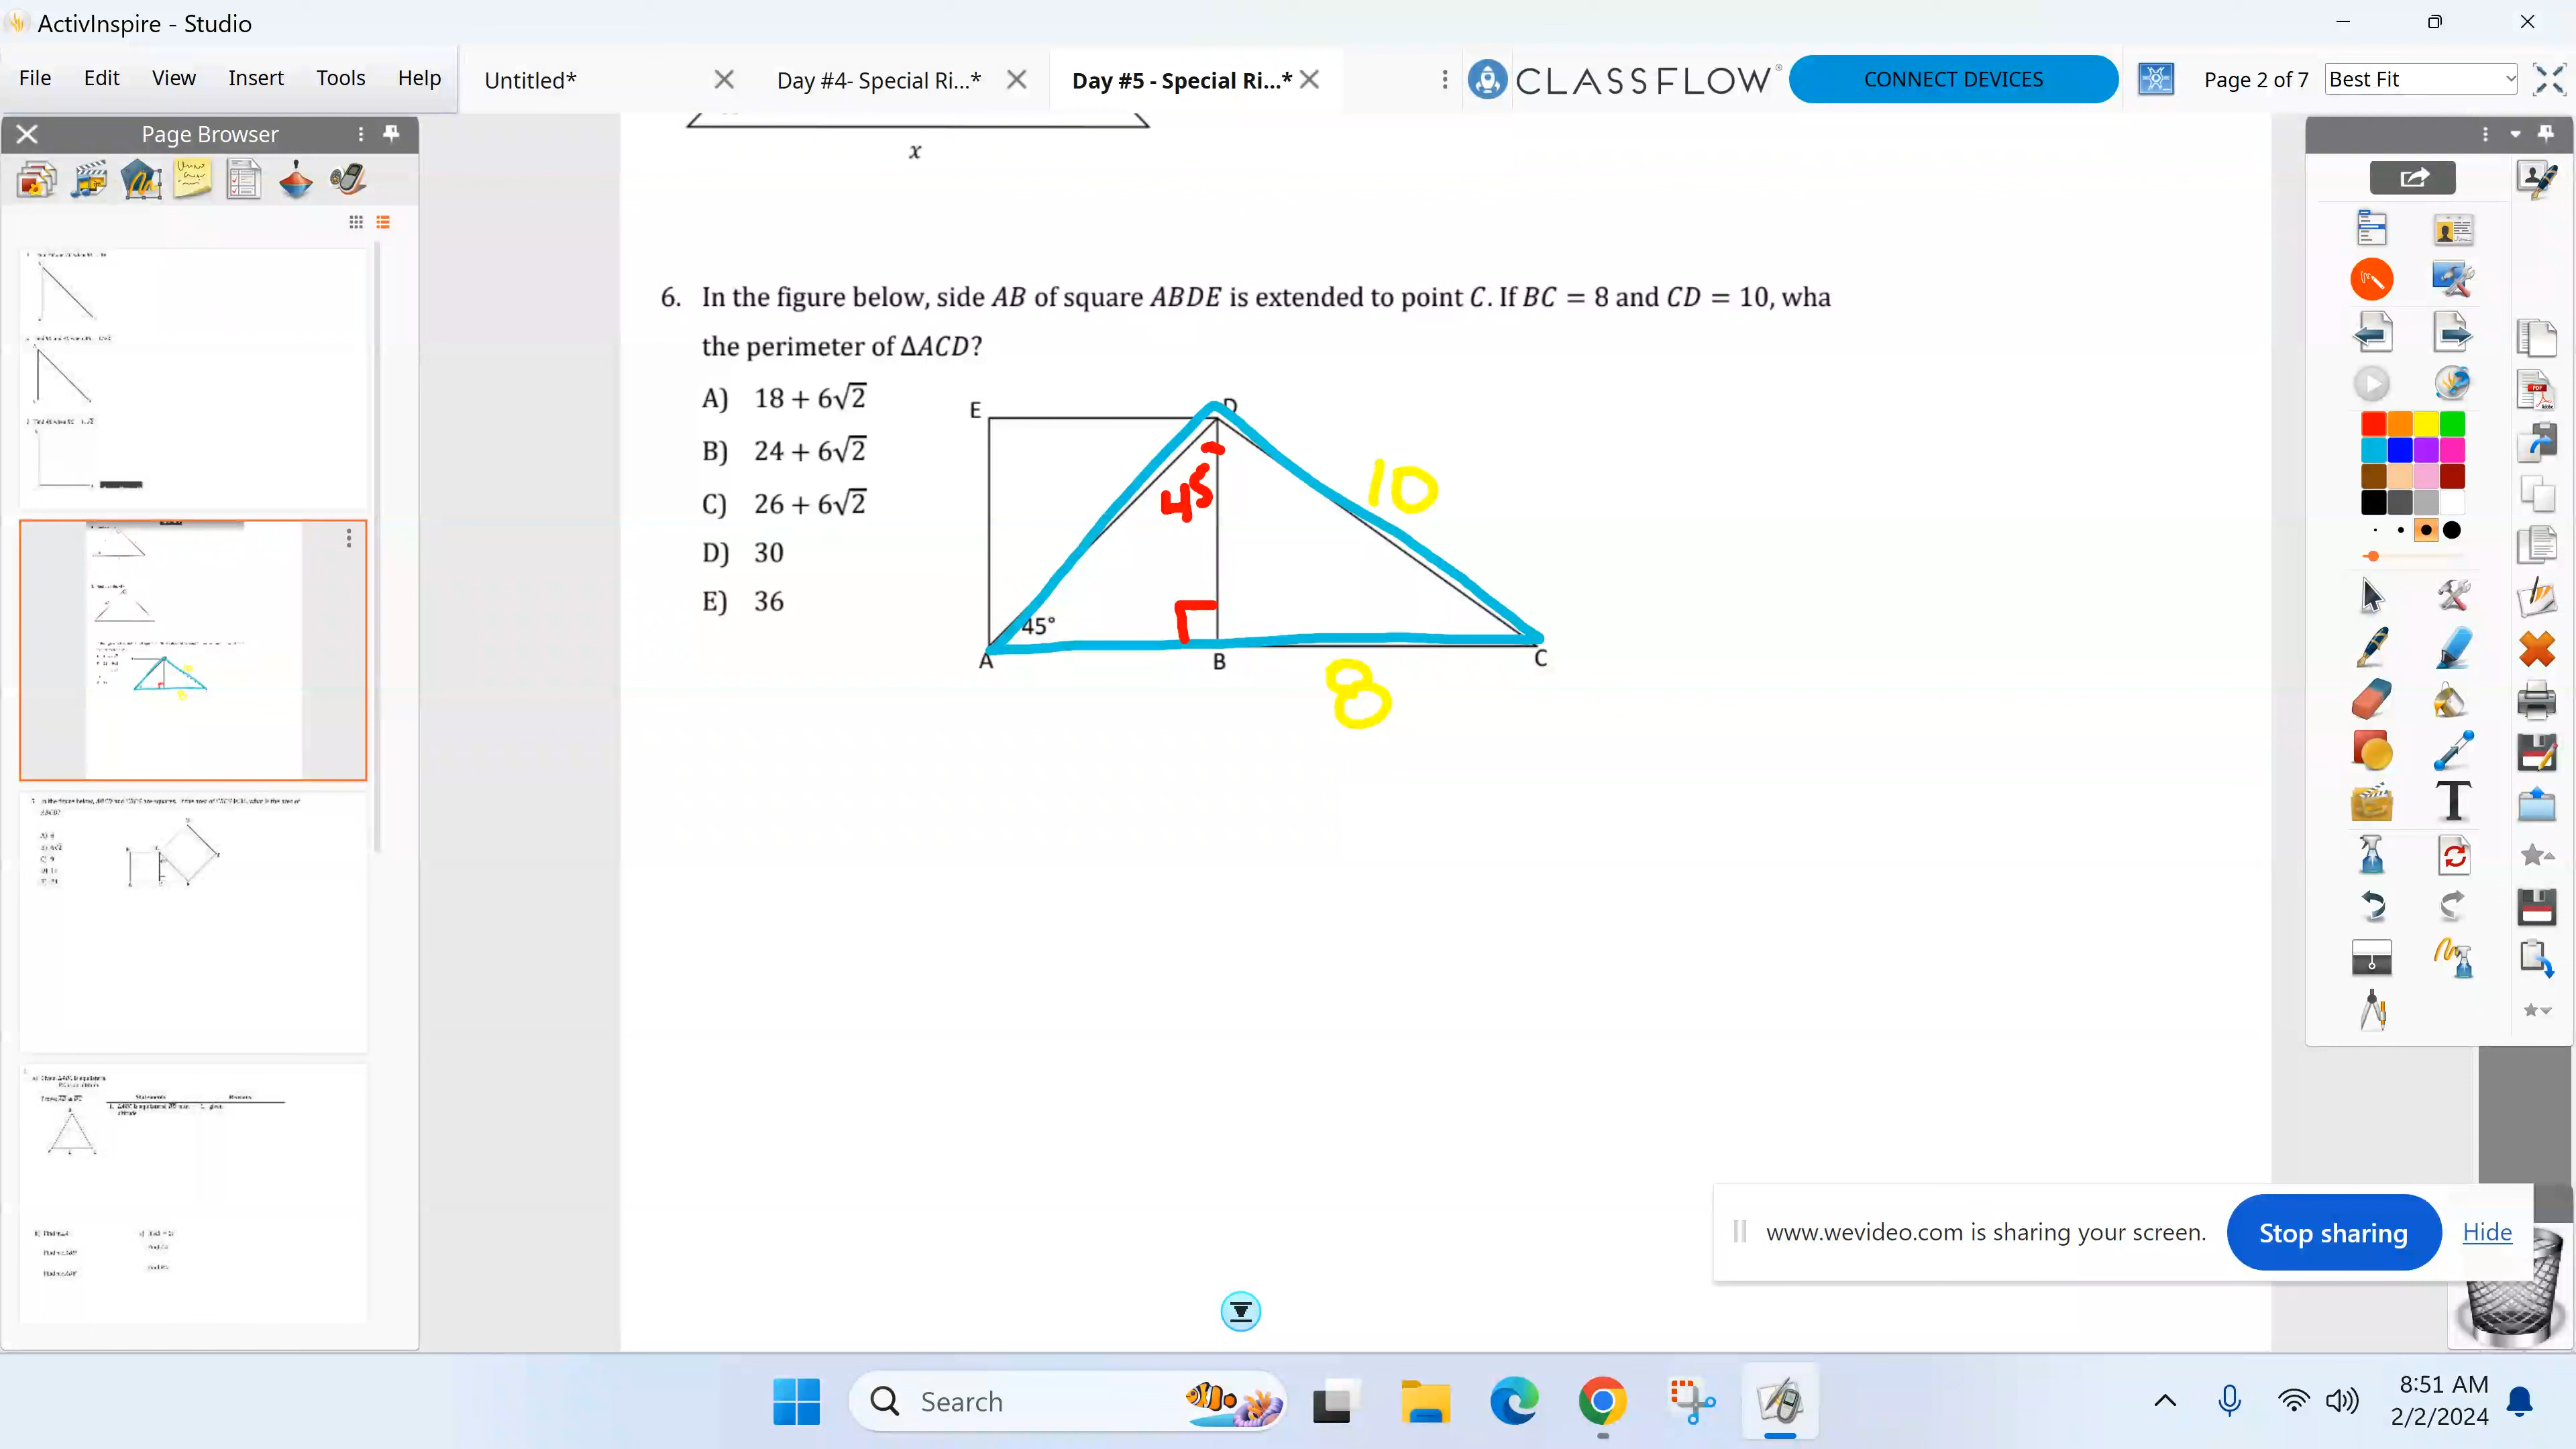 ActivInspire - Studio
File Edit View Insert Tools Help
Untitled*
Day #4- Special Ri...*
Day #5 - Special Ri...*
CLASSFLOW
CONNECT DEVICES
Page 2 of 7
Best Fit
Page Browser
x
6. In the figure below, side AB of square ABDE is extended to point C. If BC = 8 and CD = 10, wha
the perimeter of ΔACD?
A) 18 + 6√2
B) 24 + 6√2
C) 26 + 6√2
D) 30
E) 36
E
D
10
45
45°
A
B
C
8
www.wevideo.com is sharing your screen.
Stop sharing
Hide
Search
8:51 AM
2/2/2024